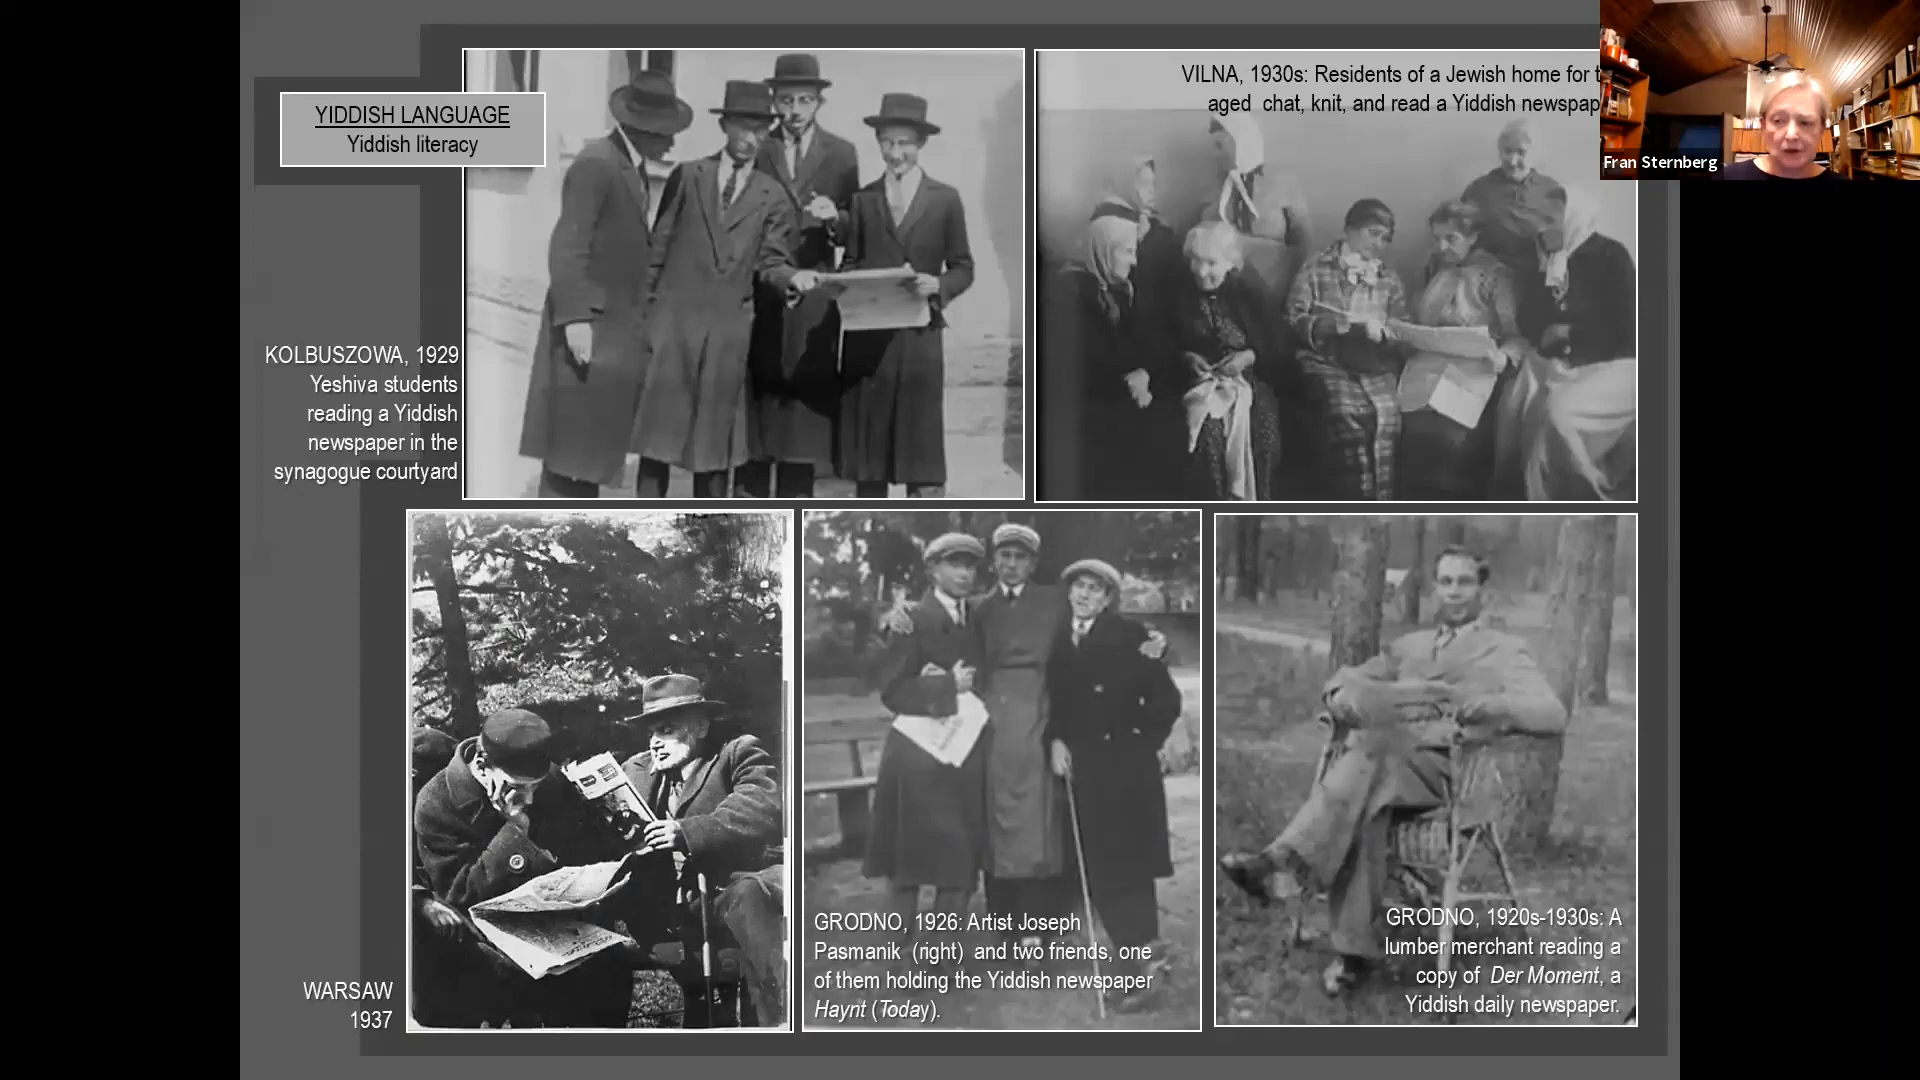 YIDDISH LANGUAGE
Yiddish literacy
VILNA, 1930s: Residents of a Jewish home for
aged chat, knit, and read a Yiddish
Fran Sternberg
KOLBUSZOWA, 1929
Yeshiva students
reading a Yiddish
newspaper in the
synagogue courtyard
WARSAW
1937
GRODNO, 1926: Artist Joseph
Pasmanik (right) and two friends, one
of them holding the Yiddish newspaper
Haynt (Today).
GRODNO, 1920s-1930s: A
lumber merchant reading a
copy of Der Moment, a
Yiddish daily newspaper.